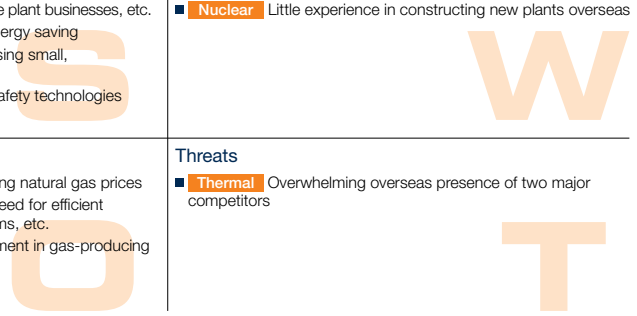 e plant businesses, etc.
ergy saving
sing small,
afety technologies
S
■ Nuclear Little experience in constructing new plants overseas
W
ng natural gas prices
eed for efficient
ms, etc.
ment in gas-producing
O
Threats
■ Thermal Overwhelming overseas presence of two major
competitors
T